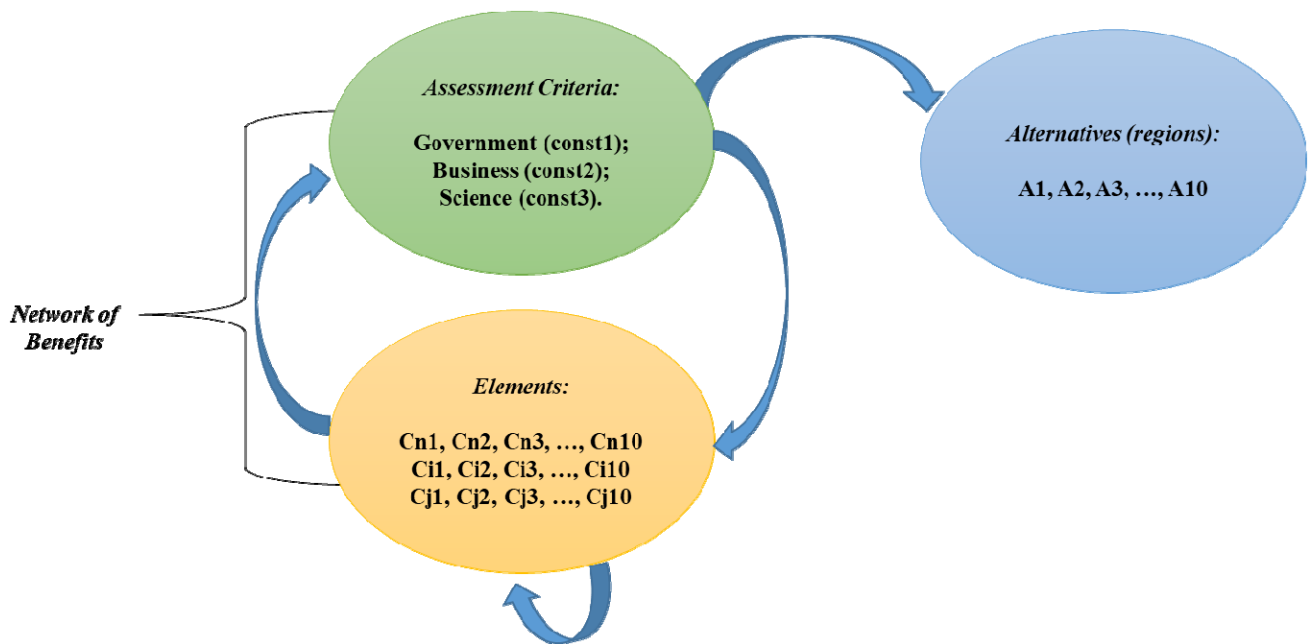 Assessment Criteria:
Government (const1);
Business (const2);
Science (const3).
Alternatives (regions):
A1, A2, A3, …, A10
Network of
Benefits
Elements:
Cn1, Cn2, Cn3, …, Cn10
Ci1, Ci2, Ci3, …, Ci10
Cj1, Cj2, Cj3, …, Cj10